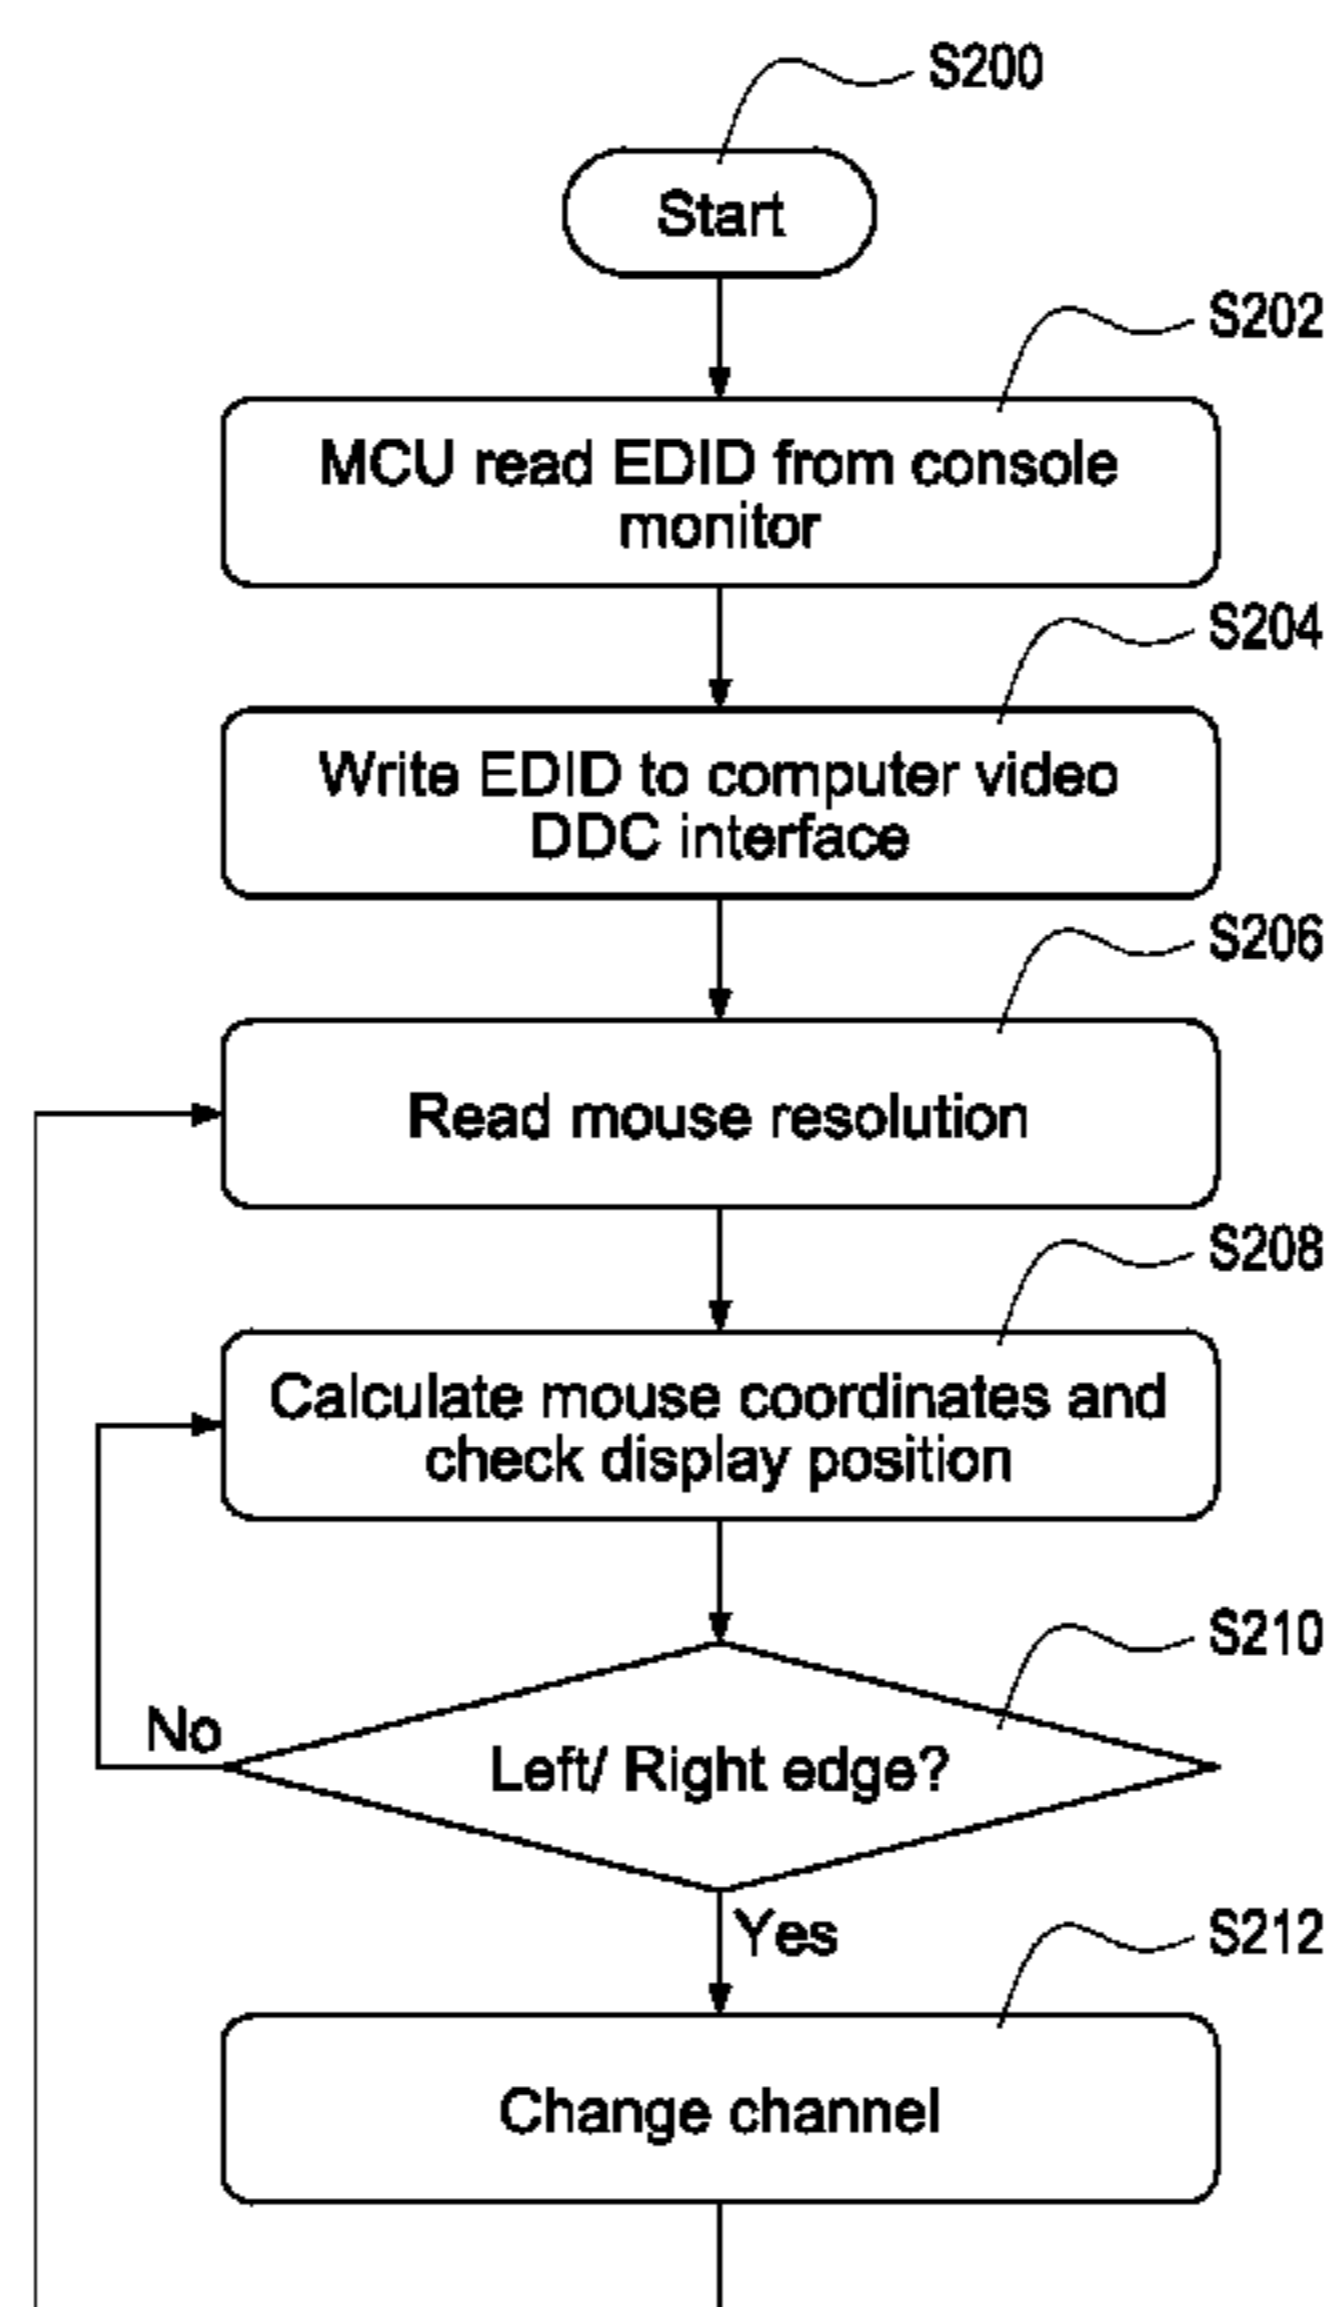 S200
Start
S202
MCU read EDID from console
monitor
S204
Write EDID to computer video
DDC interface
S206
Read mouse resolution
S208
Calculate mouse coordinates and
check display position
S210
No
Left/ Right edge?
Yes
S212
Change channel